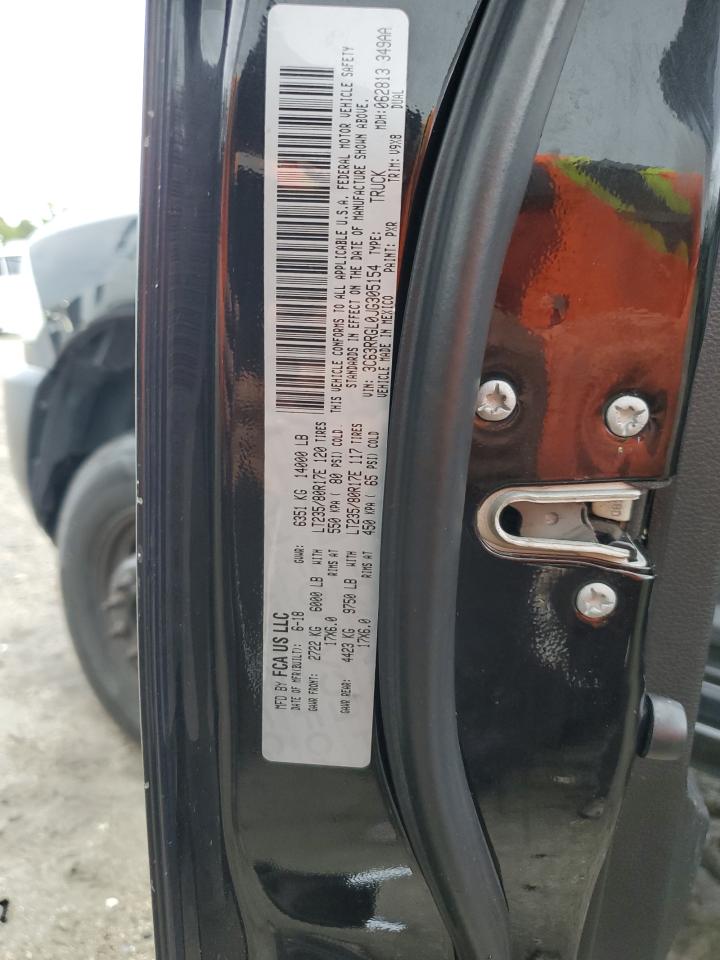 MFD BY FCA US LLC
DATE OF MFR(BUILT): 6-18 GVWR: 6351 KG 14000 LB
GAWR FRONT: 2722 KG 6000 LB WITH LT235/80R17E 120 TIRES
17X6.0 RIMS AT 550 KPA ( 80 PSI) COLD
GAWR REAR: 4423 KG 9750 LB WITH LT235/80R17E 117 TIRES
17X6.0 RIMS AT 450 KPA ( 65 PSI) COLD
THIS VEHICLE CONFORMS TO ALL APPLICABLE U.S.A. FEDERAL MOTOR VEHICLE SAFETY
STANDARDS IN EFFECT ON THE DATE OF MANUFACTURE SHOWN ABOVE.
VIN: 3C63RRGL0JG305154 TYPE: TRUCK MDH:062813 349AA
DUAL
VEHICLE MADE IN MEXICO PAINT: PXR TRIM: V9X8